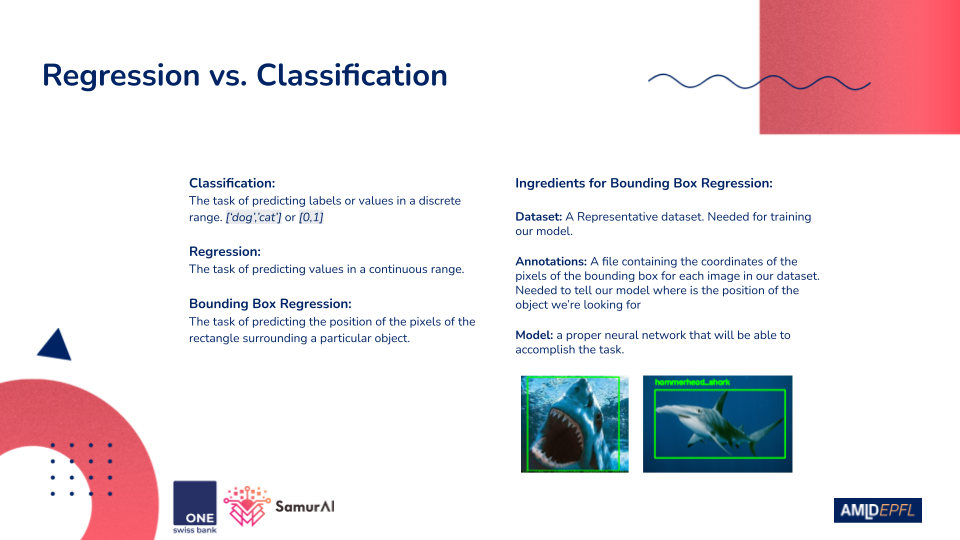 Regression vs. Classification
Classification:
The task of predicting labels or values in a discrete
range. ['dog','cat'] or [0,1]
Regression:
The task of predicting values in a continuous range.
Bounding Box Regression:
The task of predicting the position of the pixels of the
rectangle surrounding a particular object.
Ingredients for Bounding Box Regression:
Dataset: A Representative dataset. Needed for training
our model.
Annotations: A file containing the coordinates of the
pixels of the bounding box for each image in our dataset.
Needed to tell our model where is the position of the
object we're looking for
Model: a proper neural network that will be able to
accomplish the task.
hammerhead_shark
ONE
swiss bank
SamurAI
AMLDEPFL